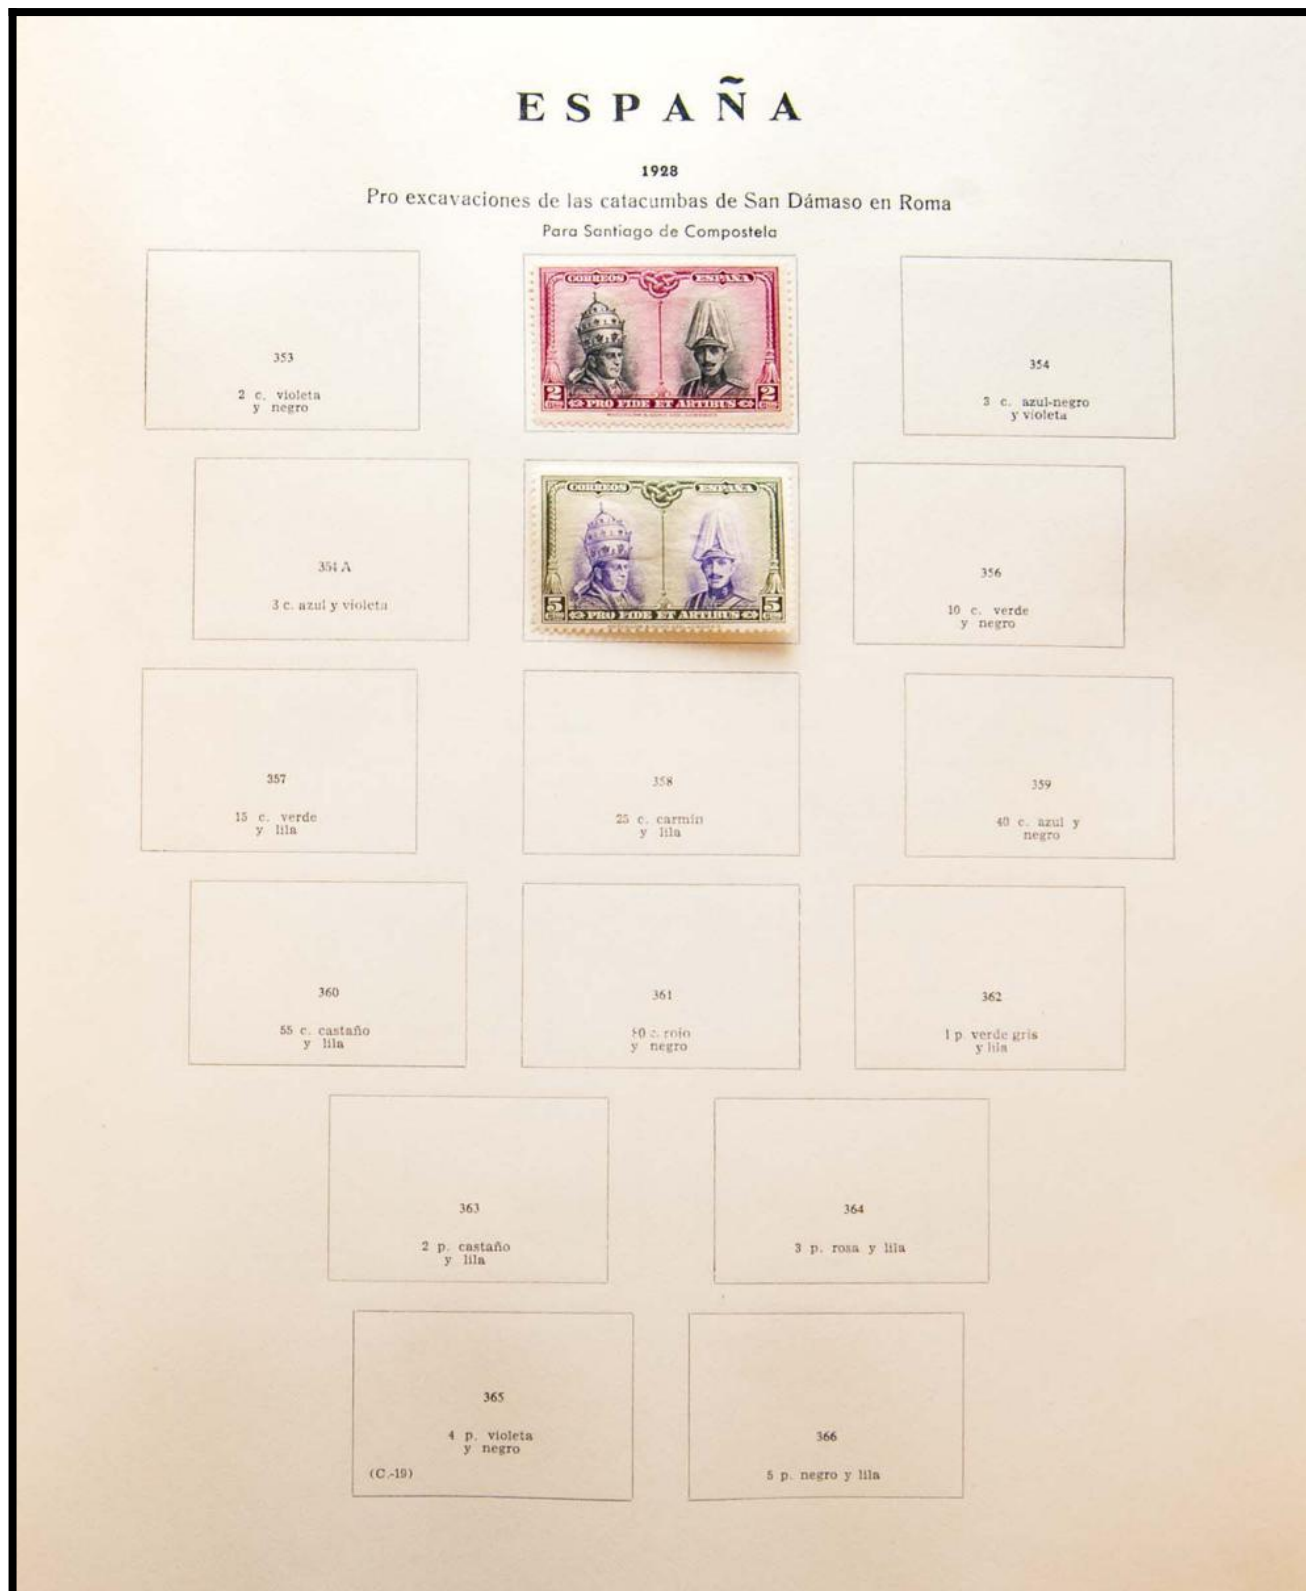 ESPAÑA
1928
Pro excavaciones de las catacumbas de San Dámaso en Roma
Para Santiago de Compostela
353
2 c. violeta
y negro
CORREOS ESPAÑA
2 2
PRO FIDE ET ARTIBUS
354
3 c. azul-negro
y violeta
354 A
3 c. azul y violeta
CORREOS ESPAÑA
5 5
PRO FIDE ET ARTIBUS
356
10 c. verde
y negro
357
15 c. verde
y lila
358
25 c. carmín
y lila
359
40 c. azul y
negro
360
55 c. castaño
y lila
361
80 c. rojo
y negro
362
1 p verde gris
y lila
363
2 p. castaño
y lila
364
3 p. rosa y lila
365
4 p. violeta
y negro
(C.-19)
366
5 p. negro y lila